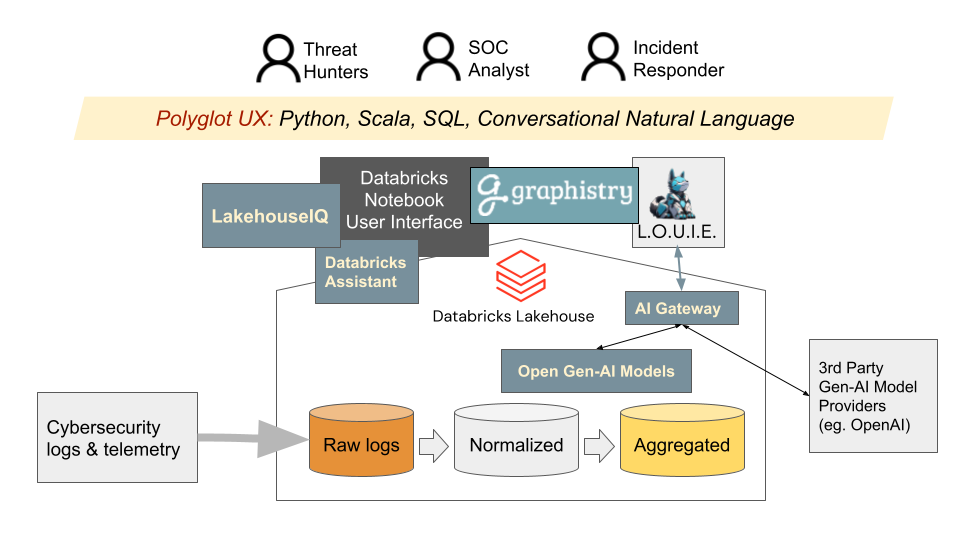 Threat
Hunters
SOC
Analyst
Incident
Responder
Polyglot UX: Python, Scala, SQL, Conversational Natural Language
LakehouseIQ
Databricks
Notebook
User Interface
graphistry
L.O.U.I.E.
Databricks
Assistant
Databricks Lakehouse
AI Gateway
Open Gen-AI Models
3rd Party
Gen-AI Model
Providers
(eg. OpenAI)
Cybersecurity
logs & telemetry
Raw logs
Normalized
Aggregated